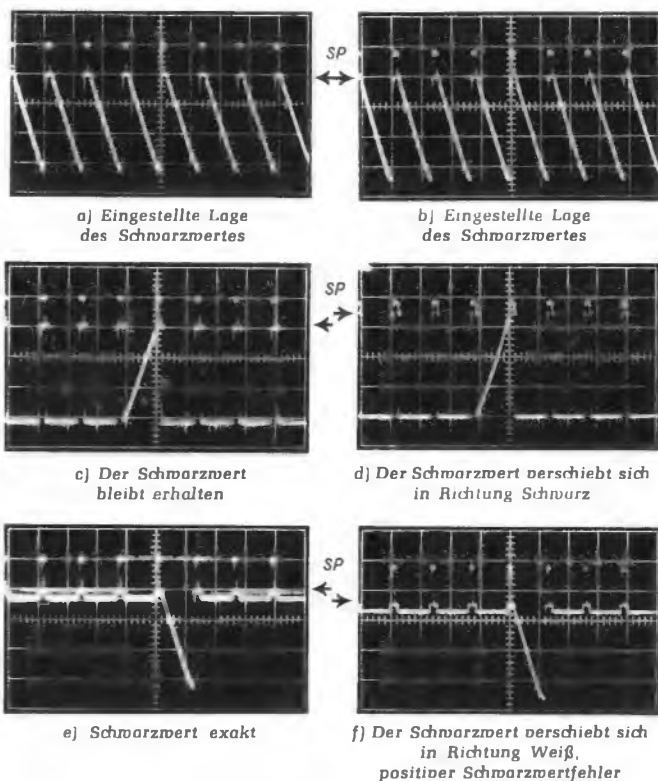 SP
a) Eingestellte Lage
des Schwarzwertes
b) Eingestellte Lage
des Schwarzwertes
SP
c) Der Schwarzwert
bleibt erhalten
d) Der Schwarzwert verschiebt sich
in Richtung Schwarz
SP
e) Schwarzwert exakt
f) Der Schwarzwert verschiebt sich
in Richtung Weiß,
positiver Schwarzwertfehler